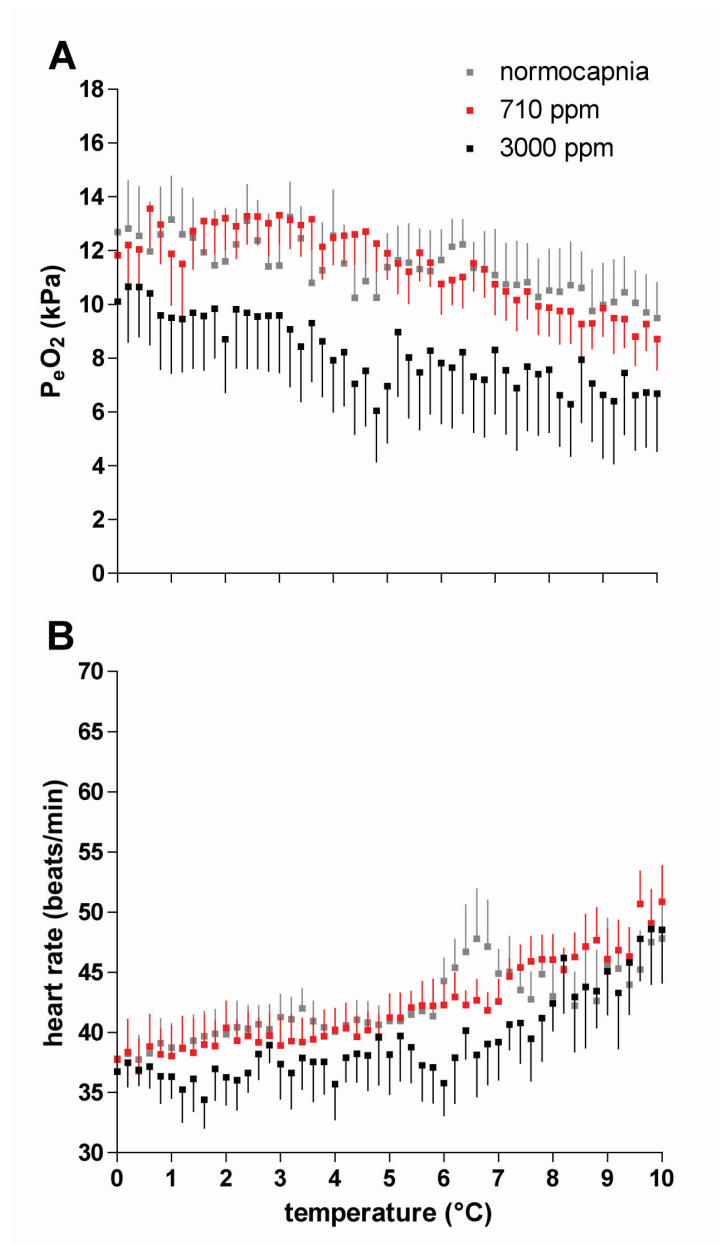 A
normocapnia
710 ppm
3000 ppm
18
16
14
12
10
8
6
4
2
0
PeO2 (kPa)
B
70
65
60
55
50
45
40
35
30
heart rate (beats/min)
0 1 2 3 4 5 6 7 8 9 10
temperature (°C)